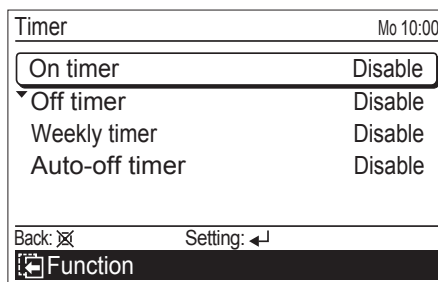 Timer Mo 10:00
On timer Disable
Off timer Disable
Weekly timer Disable
Auto-off timer Disable
Back: Setting:
Function